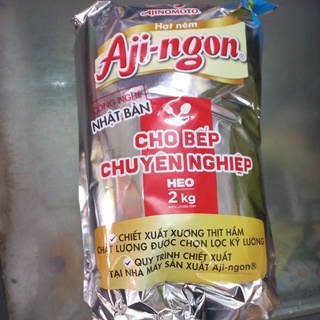 AJINOMOTO
Hạt nêm
Aji-ngon®
CÔNG NGHỆ
NHẬT BẢN
CHO BẾP
CHUYÊN NGHIỆP
HEO
2 kg
CHIẾT XUẤT XƯƠNG THỊT HẦM
CHẤT LƯỢNG ĐƯỢC CHỌN LỌC KỸ LƯỠNG
QUY TRÌNH CHIẾT XUẤT
TẠI NHÀ MÁY SẢN XUẤT Aji-ngon®